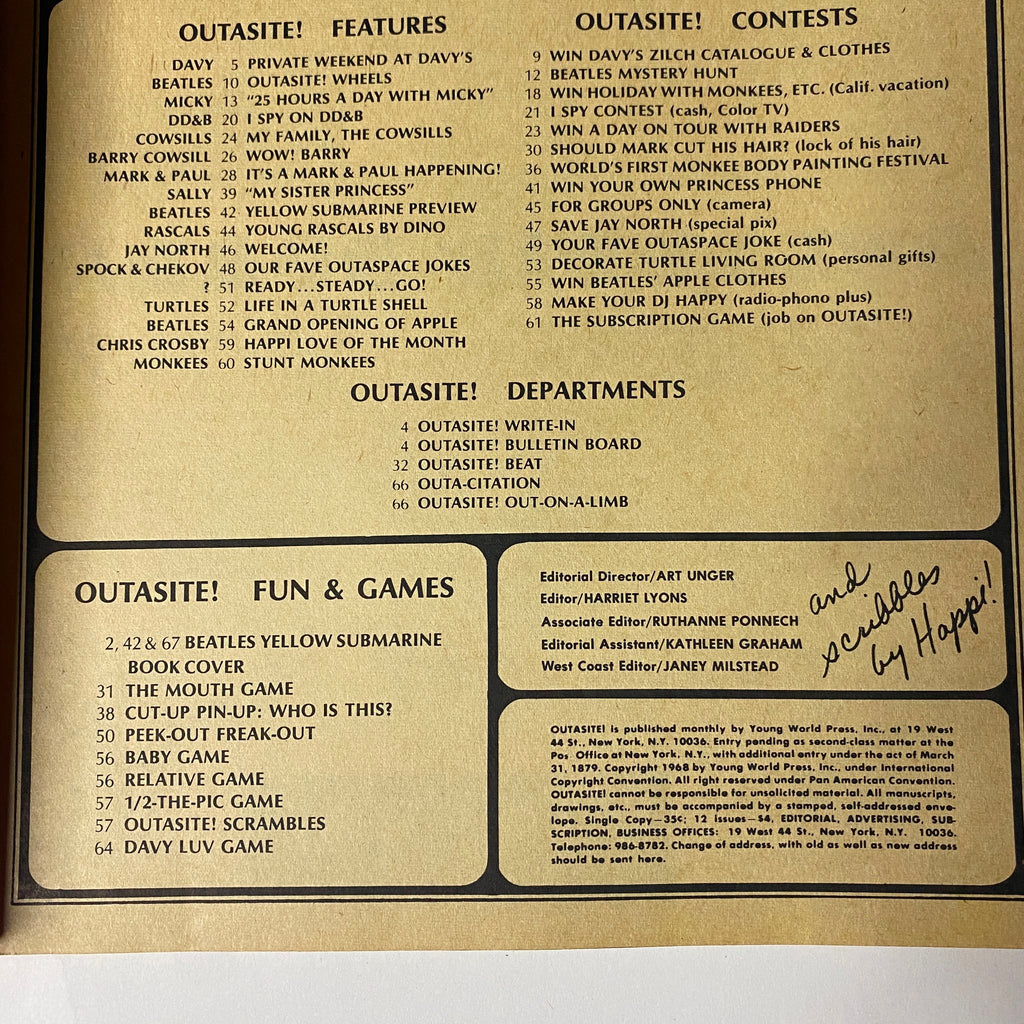 OUTASITE! FEATURES
DAVY 5 PRIVATE WEEKEND AT DAVY'S
BEATLES 10 OUTASITE! WHEELS
MICKY 13 "25 HOURS A DAY WITH MICKY"
DD&B 20 I SPY ON DD&B
COWSILLS 24 MY FAMILY, THE COWSILLS
BARRY COWSILL 26 WOW! BARRY
MARK & PAUL 28 IT'S A MARK & PAUL HAPPENING!
SALLY 39 "MY SISTER PRINCESS"
BEATLES 42 YELLOW SUBMARINE PREVIEW
RASCALS 44 YOUNG RASCALS BY DINO
JAY NORTH 46 WELCOME!
SPOCK & CHEKOV 48 OUR FAVE OUTASPACE JOKES
? 51 READY...STEADY...GO!
TURTLES 52 LIFE IN A TURTLE SHELL
BEATLES 54 GRAND OPENING OF APPLE
CHRIS CROSBY 59 HAPPI LOVE OF THE MONTH
MONKEES 60 STUNT MONKEES
OUTASITE! CONTESTS
9 WIN DAVY'S ZILCH CATALOGUE & CLOTHES
12 BEATLES MYSTERY HUNT
18 WIN HOLIDAY WITH MONKEES, ETC. (Calif. vacation)
21 I SPY CONTEST (cash, Color TV)
23 WIN A DAY ON TOUR WITH RAIDERS
30 SHOULD MARK CUT HIS HAIR? (lock of his hair)
36 WORLD'S FIRST MONKEE BODY PAINTING FESTIVAL
41 WIN YOUR OWN PRINCESS PHONE
45 FOR GROUPS ONLY (camera)
47 SAVE JAY NORTH (special pix)
49 YOUR FAVE OUTASPACE JOKE (cash)
53 DECORATE TURTLE LIVING ROOM (personal gifts)
55 WIN BEATLES' APPLE CLOTHES
58 MAKE YOUR DJ HAPPY (radio-phono plus)
61 THE SUBSCRIPTION GAME (job on OUTASITE!)
OUTASITE! DEPARTMENTS
4 OUTASITE! WRITE-IN
4 OUTASITE! BULLETIN BOARD
32 OUTASITE! BEAT
66 OUTA-CITATION
66 OUTASITE! OUT-ON-A-LIMB
OUTASITE! FUN & GAMES
2, 42 & 67 BEATLES YELLOW SUBMARINE
BOOK COVER
31 THE MOUTH GAME
38 CUT-UP PIN-UP: WHO IS THIS?
50 PEEK-OUT FREAK-OUT
56 BABY GAME
56 RELATIVE GAME
57 1/2-THE-PIC GAME
57 OUTASITE! SCRAMBLES
64 DAVY LUV GAME
Editorial Director/ART UNGER
Editor/HARRIET LYONS
Associate Editor/RUTHANNE PONNECH
Editorial Assistant/KATHLEEN GRAHAM
West Coast Editor/JANEY MILSTEAD
and
scribbles
by Happi!
OUTASITE! is published monthly by Young World Press, Inc., at 19 West
44 St., New York, N.Y. 10036. Entry pending as second-class matter at the
Pos Office at New York, N.Y., with additional entry under the act of March
31, 1879. Copyright 1968 by Young World Press, Inc., under International
Copyright Convention. All right reserved under Pan American Convention.
OUTASITE! cannot be responsible for unsolicited material. All manuscripts,
drawings, etc., must be accompanied by a stamped, self-addressed enve-
lope. Single Copy—35¢; 12 Issues—$4, EDITORIAL, ADVERTISING, SUB-
SCRIPTION, BUSINESS OFFICES: 19 West 44 St., New York, N.Y. 10036.
Telephone: 986-8782. Change of address, with old as well as new address
should be sent here.